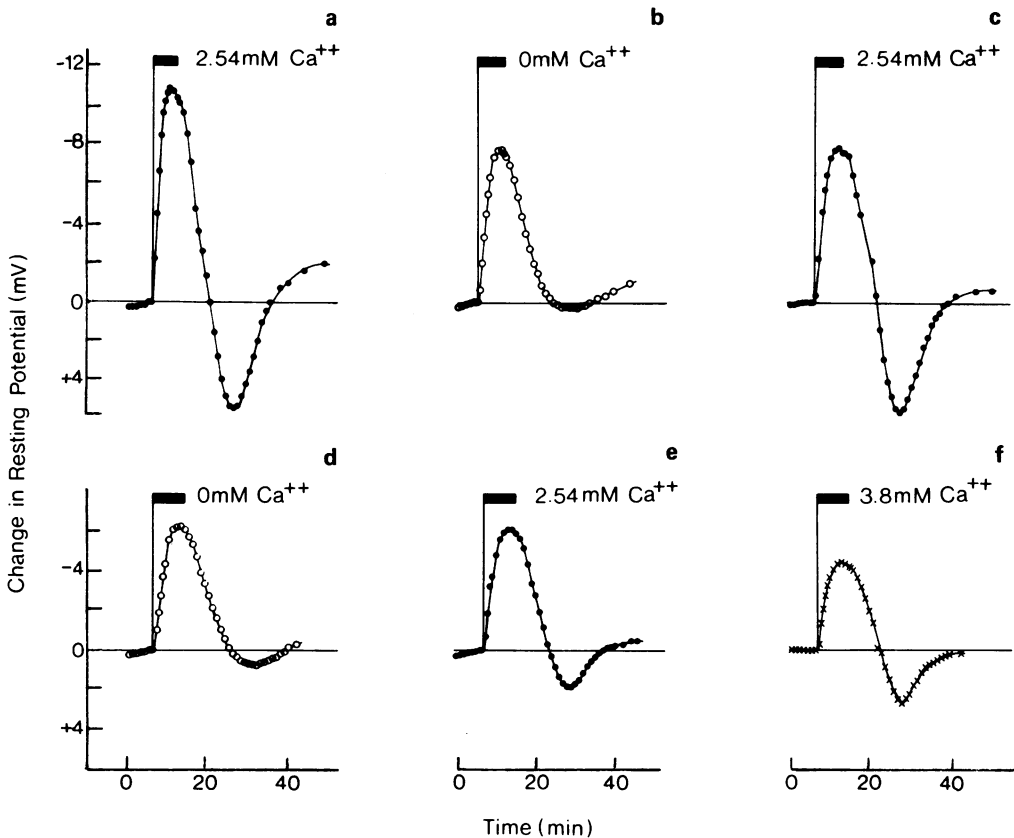 a
b
c
2.54mM Ca++
0mM Ca++
2.54mM Ca++
-12
-8
-4
0
+4
Change in Resting Potential (mV)
d
e
f
0mM Ca++
2.54mM Ca++
3.8mM Ca++
-4
0
+4
0 20 40
0 20 40
0 20 40
Time (min)